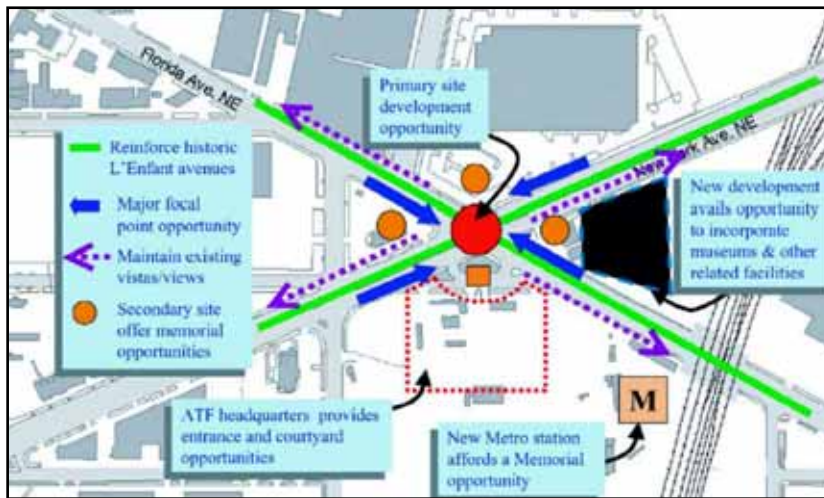 Florida Ave, NE
Primary site
development
opportunity
New York Ave, NE
Reinforce historic
L'Enfant avenues
Major focal
point opportunity
Maintain existing
vistas/views
Secondary site
offer memorial
opportunities
New development
avails opportunity
to incorporate
museums & other
related facilities
ATF headquarters provides
entrance and courtyard
opportunities
M
New Metro station
affords a Memorial
opportunity